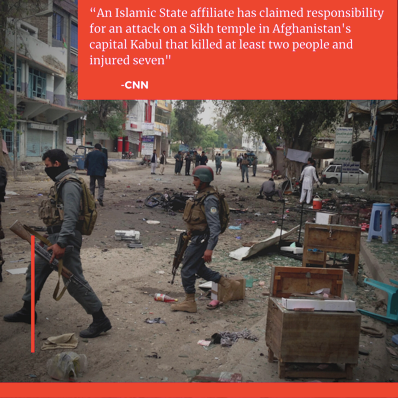 “An Islamic State affiliate has claimed responsibility
for an attack on a Sikh temple in Afghanistan's
capital Kabul that killed at least two people and
injured seven"
-CNN